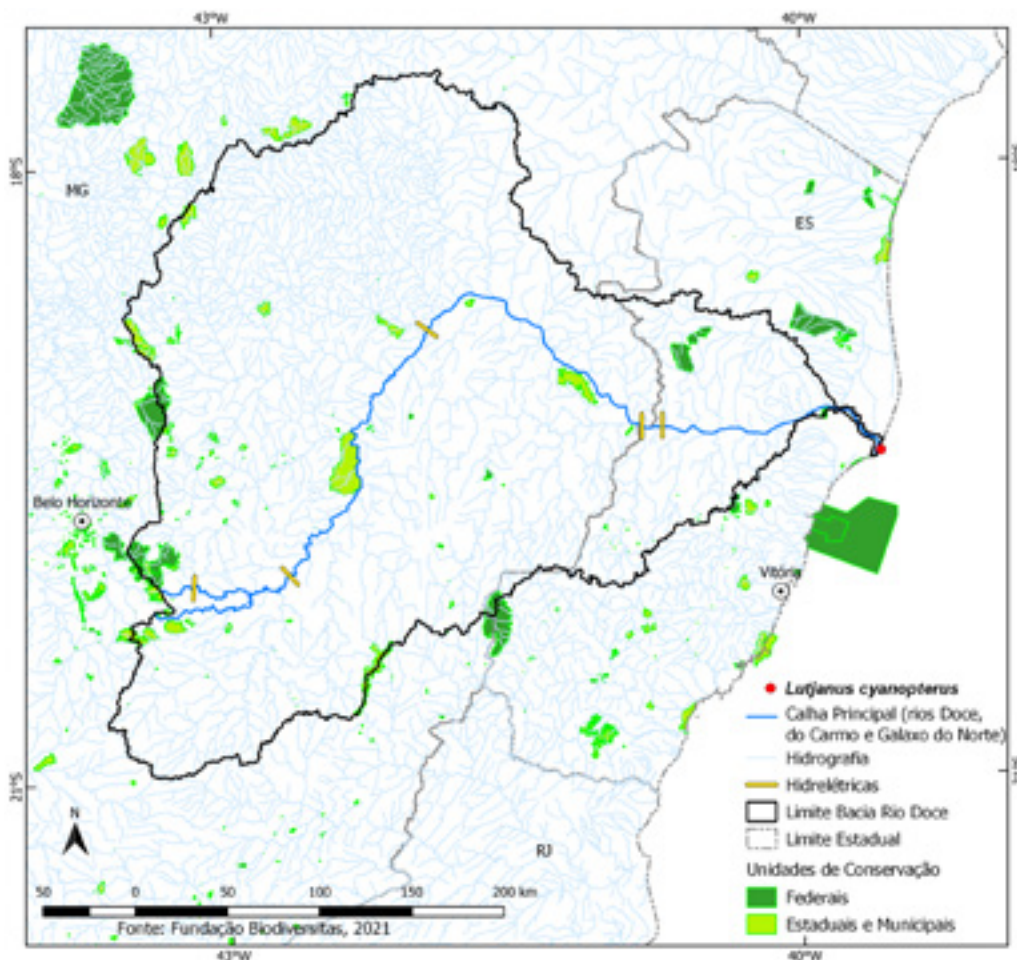 43°W
40°W
18°S
MG
ES
Belo Horizonte
Vitória
Lutjanus cyanopterus
Calha Principal (rios Doce,
do Carmo e Galaxo do Norte)
Hidrografia
Hidrelétricas
Limite Bacia Rio Doce
Limite Estadual
Unidades de Conservação
Federais
Estaduais e Municipais
21°S
N
RJ
50 0 50 100 150 200 km
Fonte: Fundação Biodiversitas, 2021
43°W
40°W